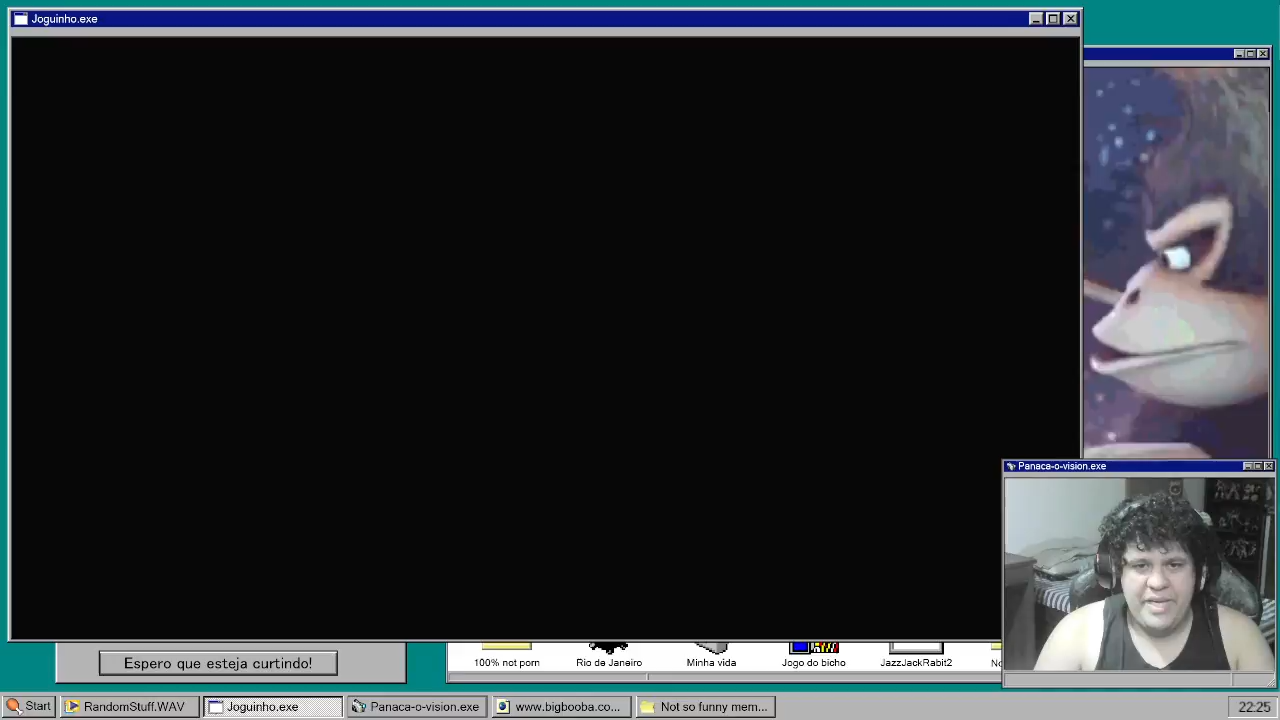 Joguinho.exe
Panaca-o-vision.exe
100% not porn
Rio de Janeiro
Minha vida
Jogo do bicho
JazzJackRabit2
Espero que esteja curtindo!
Start
RandomStuff.WAV
Joguinho.exe
Panaca-o-vision.exe
www.bigbooba.co...
Not so funny mem...
22:25